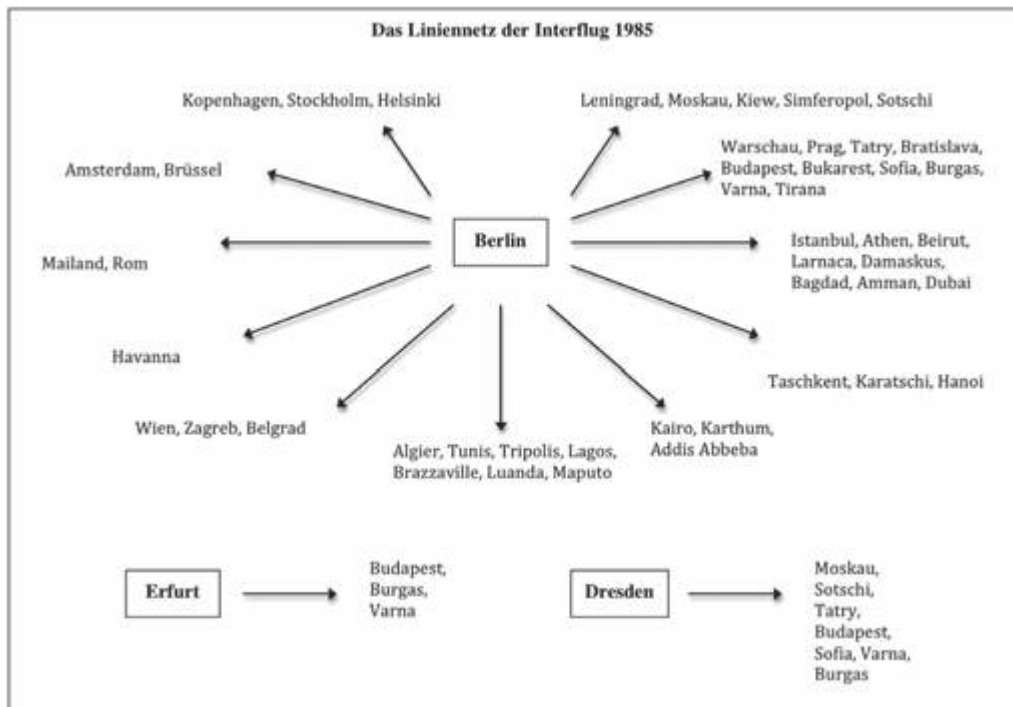 Das Liniennetz der Interflug 1985
Kopenhagen, Stockholm, Helsinki
Leningrad, Moskau, Kiew, Simferopol, Sotschi
Amsterdam, Brüssel
Warschau, Prag, Tatry, Bratislava,
Budapest, Bukarest, Sofia, Burgas,
Varna, Tirana
Berlin
Mailand, Rom
Istanbul, Athen, Beirut,
Larnaca, Damaskus,
Bagdad, Amman, Dubai
Havanna
Taschkent, Karatschi, Hanoi
Wien, Zagreb, Belgrad
Algier, Tunis, Tripolis, Lagos,
Brazzaville, Luanda, Maputo
Kairo, Karthum,
Addis Abbeba
Erfurt
Budapest,
Burgas,
Varna
Dresden
Moskau,
Sotschi,
Tatry,
Budapest,
Sofia, Varna,
Burgas